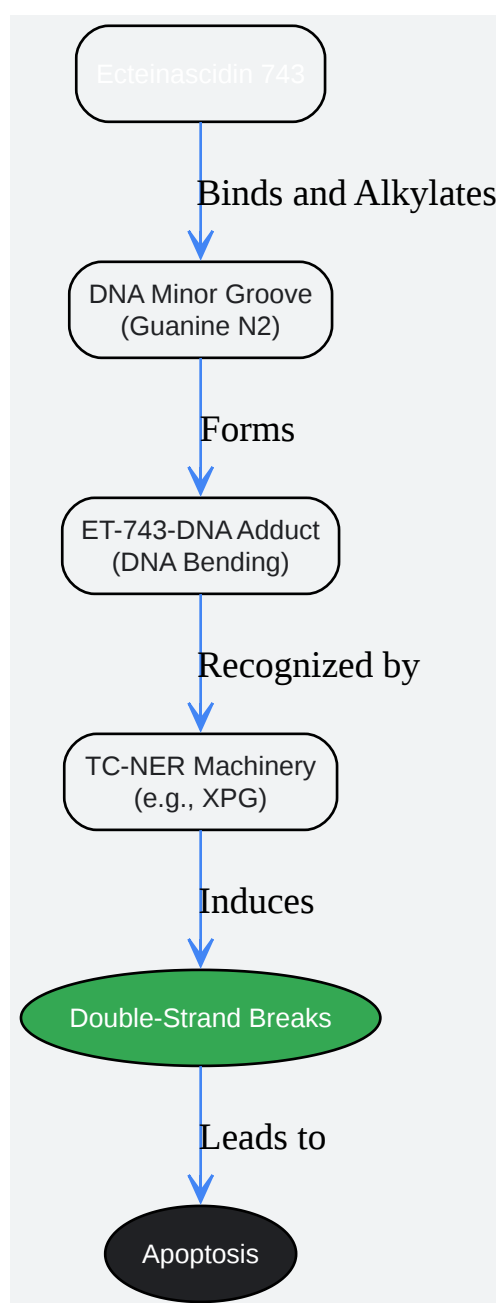 Ecteinascidin 743
Binds and Alkylates
DNA Minor Groove
(Guanine N2)
Forms
ET-743-DNA Adduct
(DNA Bending)
Recognized by
TC-NER Machinery
(e.g., XPG)
Induces
Double-Strand Breaks
Leads to
Apoptosis